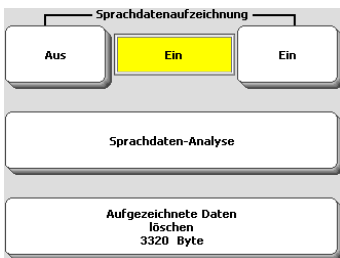 Sprachdatenaufzeichnung
Aus
Ein
Ein
Sprachdaten-Analyse
Aufgezeichnete Daten
löschen
3320 Byte